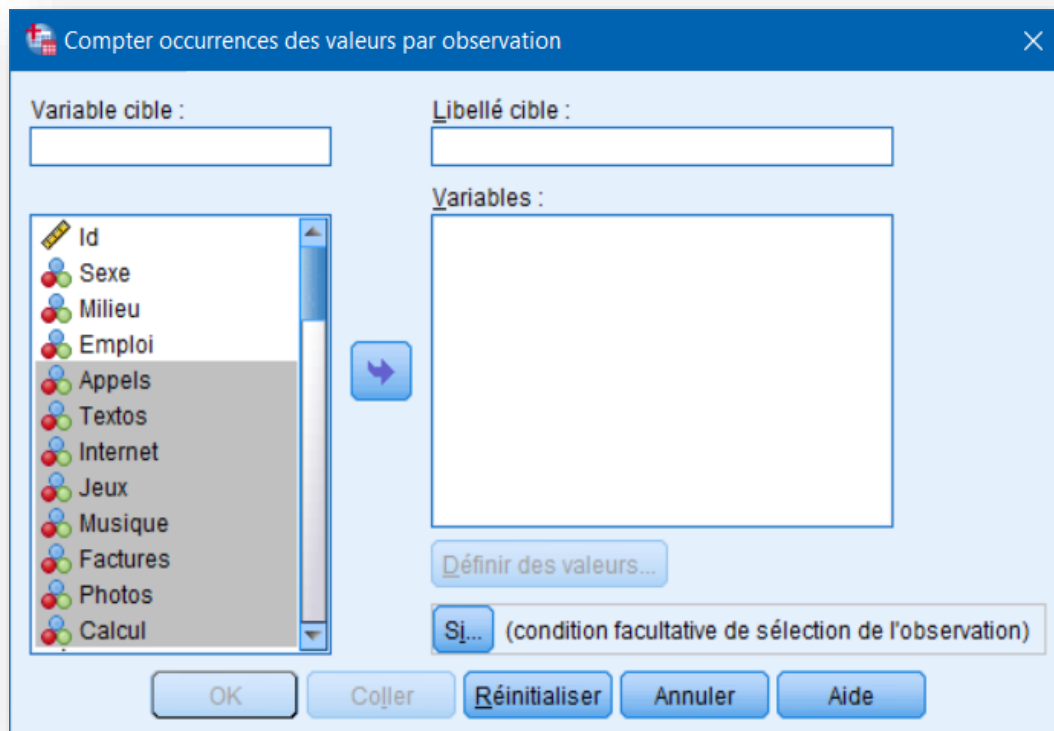 Compter occurrences des valeurs par observation
Variable cible :
Libellé cible :
Variables :
Id
Sexe
Milieu
Emploi
Appels
Textos
Internet
Jeux
Musique
Factures
Photos
Calcul
Définir des valeurs...
Si... (condition facultative de sélection de l'observation)
OK Coller Réinitialiser Annuler Aide